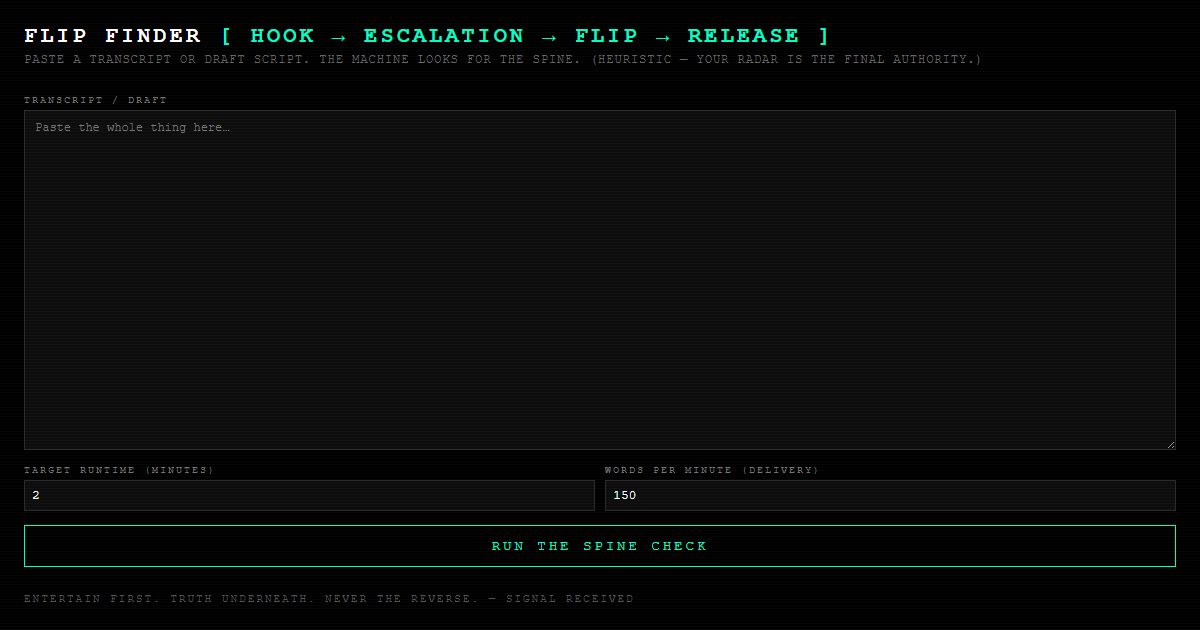 FLIP FINDER [ HOOK → ESCALATION → FLIP → RELEASE ]
PASTE A TRANSCRIPT OR DRAFT SCRIPT. THE MACHINE LOOKS FOR THE SPINE. (HEURISTIC — YOUR RADAR IS THE FINAL AUTHORITY.)
TRANSCRIPT / DRAFT
Paste the whole thing here…
TARGET RUNTIME (MINUTES) WORDS PER MINUTE (DELIVERY)
2 150
RUN THE SPINE CHECK
ENTERTAIN FIRST. TRUTH UNDERNEATH. NEVER THE REVERSE. — SIGNAL RECEIVED